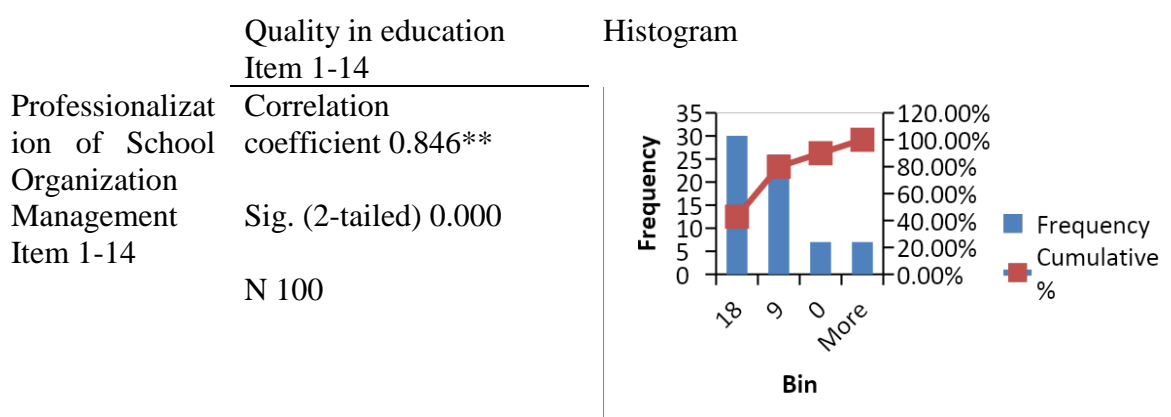 Quality in education
Item 1-14
Professionalizat
ion of School
Organization
Management
Item 1-14
Correlation
coefficient 0.846**
Sig. (2-tailed) 0.000
N 100
Histogram
Frequency
35
30
25
20
15
10
5
0
120.00%
100.00%
80.00%
60.00%
40.00%
20.00%
0.00%
18
9
0
More
Bin
Frequency
Cumulative
%